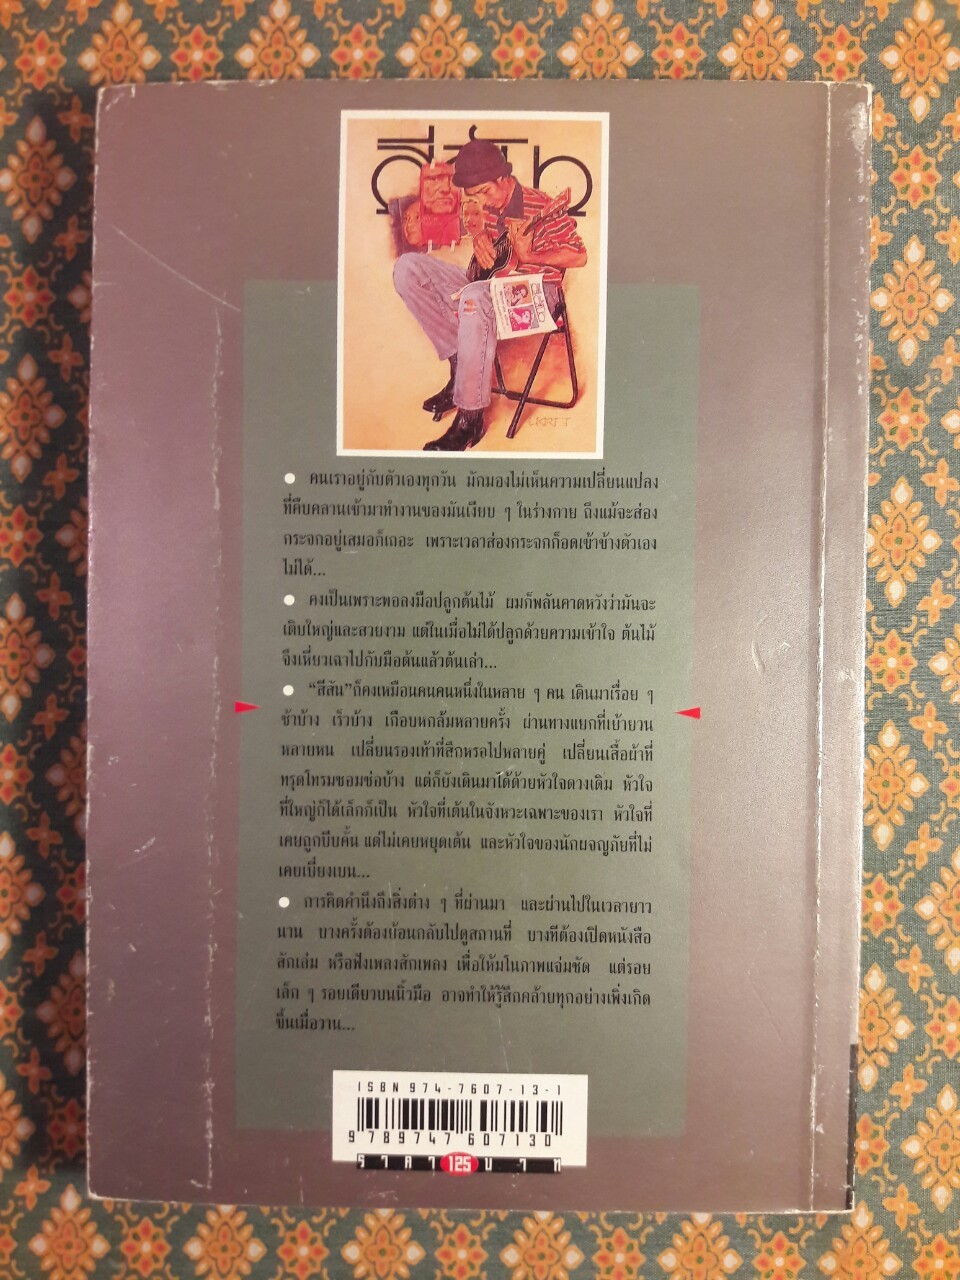 สีสัน
● คนเราอยู่กับตัวเองทุกวัน มักมองไม่เห็นความเปลี่ยนแปลง
ที่คืบคลานเข้ามาทำงานของมันเงียบ ๆ ในร่างกาย ถึงแม้จะส่อง
กระจกอยู่เสมอก็เถอะ เพราะเวลาส่องกระจกก็อดเข้าข้างตัวเอง
ไม่ได้...
● คงเป็นเพราะพอลงมือปลูกต้นไม้ ผมก็พลันคาดหวังว่ามันจะ
เติบใหญ่และสวยงาม แต่ในเมื่อไม่ได้ปลูกด้วยความเข้าใจ ต้นไม้
จึงเหี่ยวเฉาไปกับมือต้นแล้วต้นเล่า...
● “สีสัน”ก็คงเหมือนคนคนหนึ่งในหลาย ๆ คน เดินมาเรื่อย ๆ
ช้าบ้าง เร็วบ้าง เกือบหกล้มหลายครั้ง ผ่านทางแยกที่เย้ายวน
หลายหน เปลี่ยนรองเท้าที่สึกหรอไปหลายคู่ เปลี่ยนเสื้อผ้าที่
ทรุดโทรมซอมซ่อบ้าง แต่ก็ยังเดินมาได้ด้วยหัวใจดวงเดิม หัวใจ
ที่ใหญ่ก็ได้เล็กก็เป็น หัวใจที่เต้นในจังหวะเฉพาะของเรา หัวใจที่
เคยถูกบีบคั้น แต่ไม่เคยหยุดเต้น และหัวใจของนักผจญภัยที่ไม่
เคยเบี่ยงเบน...
● การคิดคำนึงถึงสิ่งต่าง ๆ ที่ผ่านมา และผ่านไปในเวลายาว
นาน บางครั้งต้องย้อนกลับไปดูสถานที่ บางทีต้องเปิดหนังสือ
สักเล่ม หรือฟังเพลงสักเพลง เพื่อให้มโนภาพแจ่มชัด แต่รอย
เล็ก ๆ รอยเดียวบนนิ้วมือ อาจทำให้รู้สึกคล้ายทุกอย่างเพิ่งเกิด
ขึ้นเมื่อวาน...
ISBN 974-7607-13-1
9 789747 607130
ราคา 125 บาท